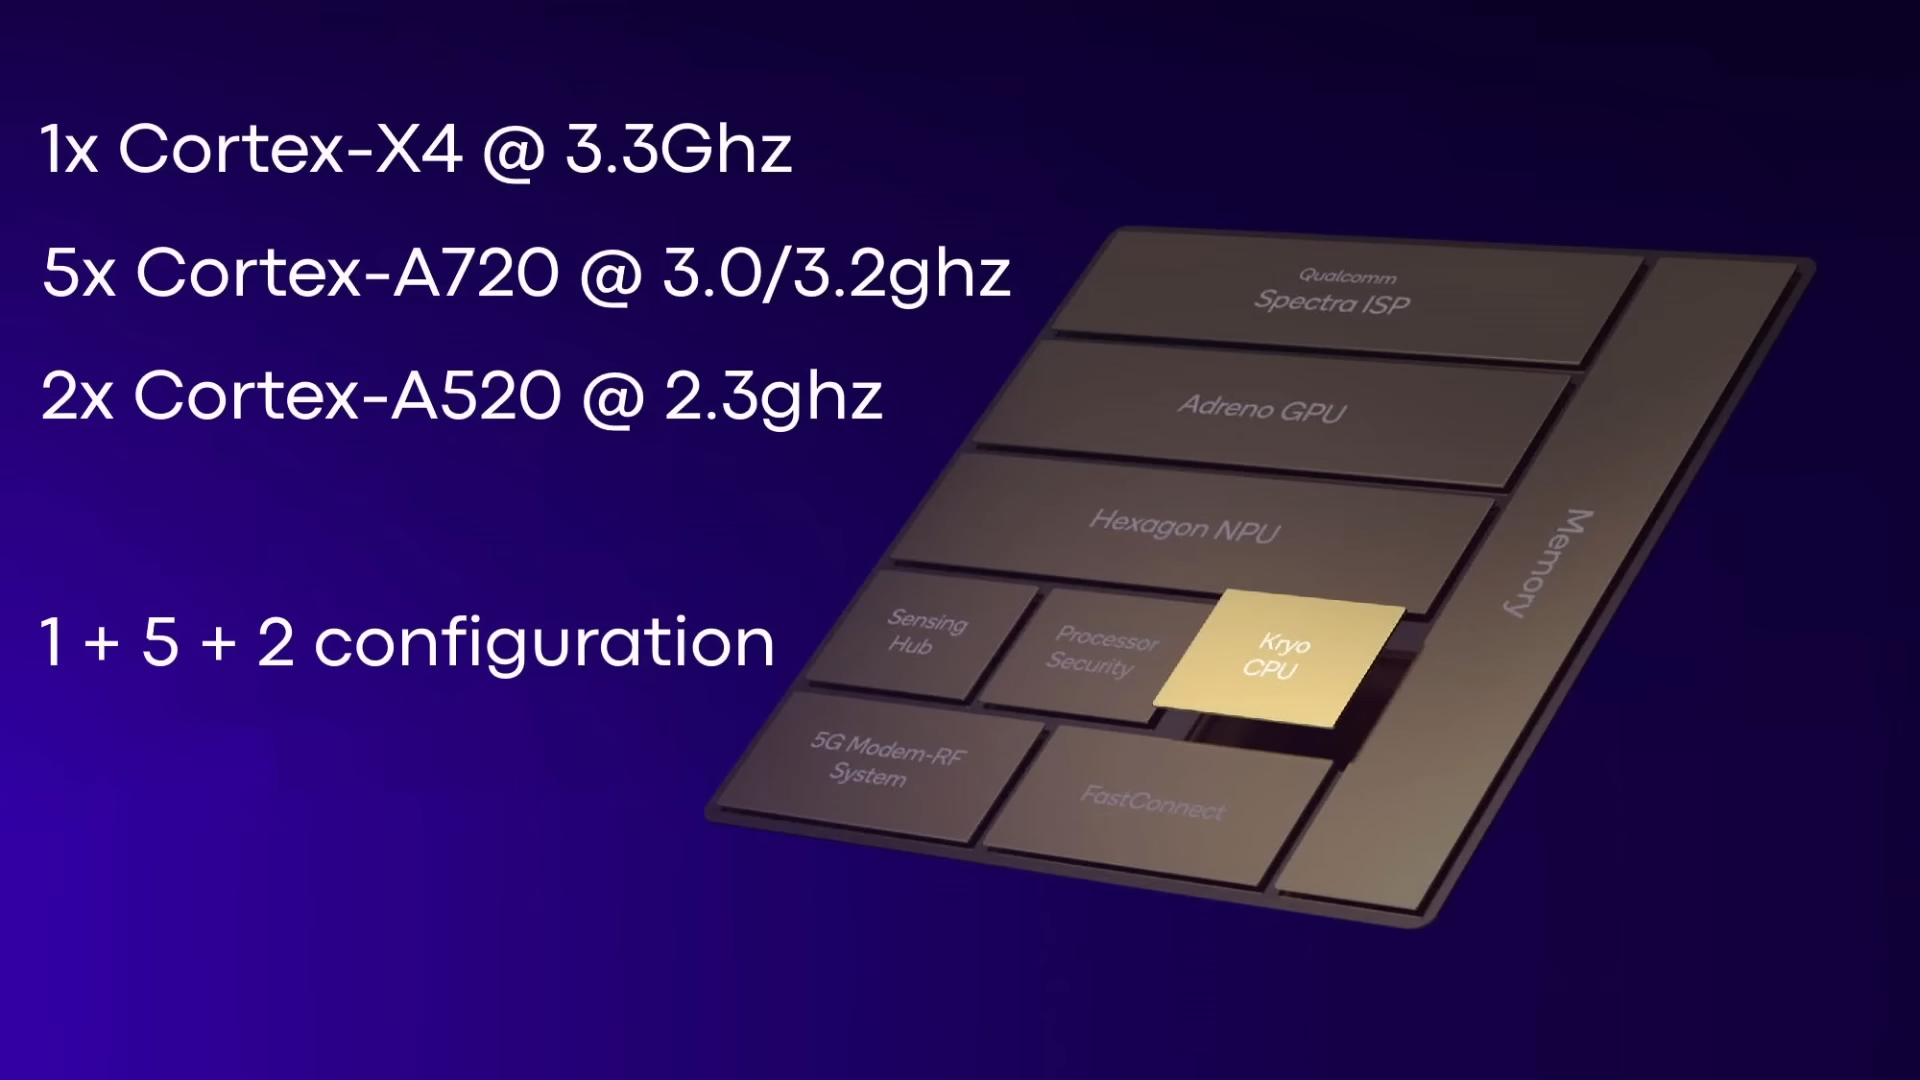 1x Cortex-X4 @ 3.3Ghz
5x Cortex-A720 @ 3.0/3.2ghz
2x Cortex-A520 @ 2.3ghz
1 + 5 + 2 configuration
Qualcomm
Spectra ISP
Adreno GPU
Hexagon NPU
Memory
Sensing
Hub
Processor
Security
Kryo
CPU
5G Modem-RF
System
FastConnect